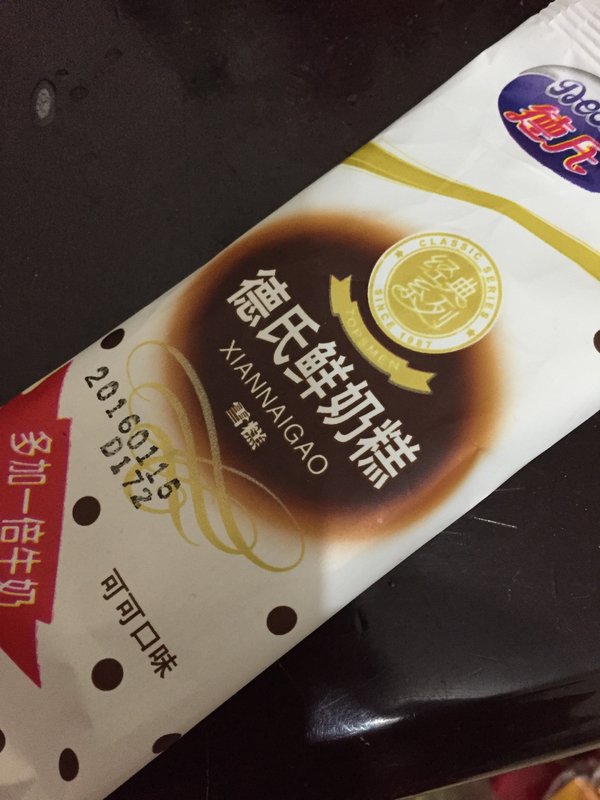 德氏
CLASSIC SERIES
经典
系列
SINCE 1987
德氏鲜奶糕
XIANNAIGAO
雪糕
20160115
D172
多加一倍牛奶
可可口味